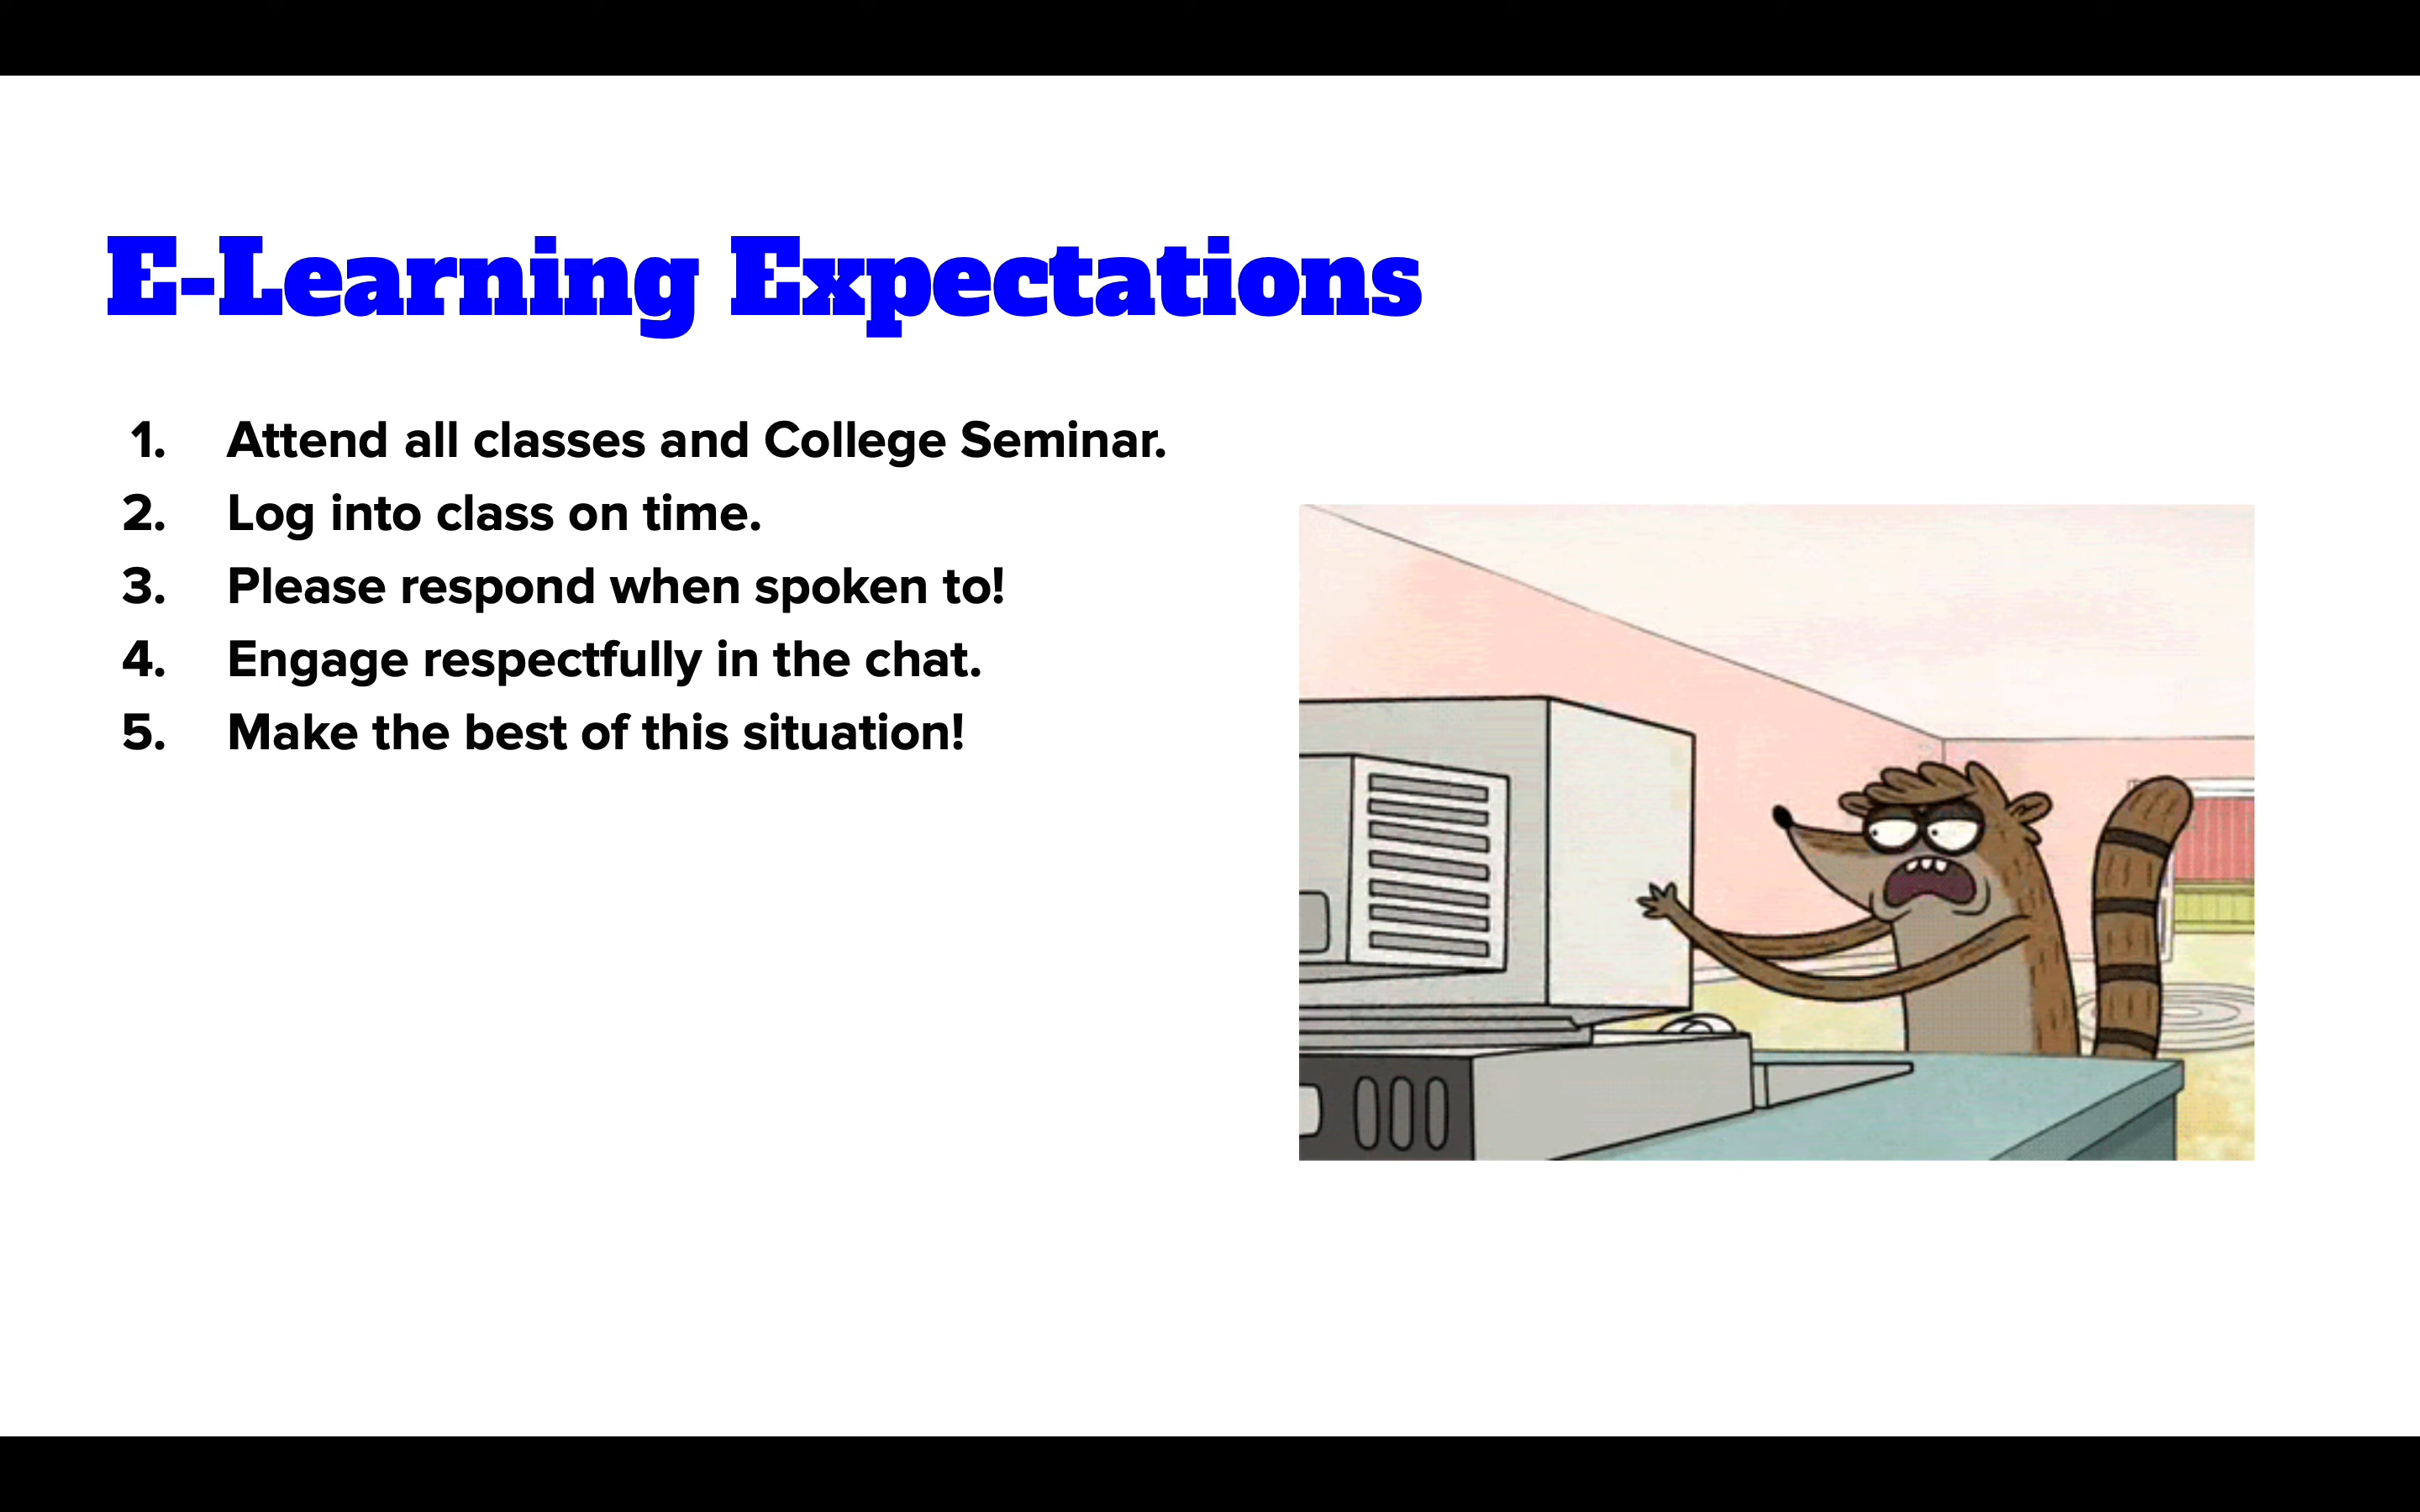 E-Learning Expectations
1. Attend all classes and College Seminar.
2. Log into class on time.
3. Please respond when spoken to!
4. Engage respectfully in the chat.
5. Make the best of this situation!